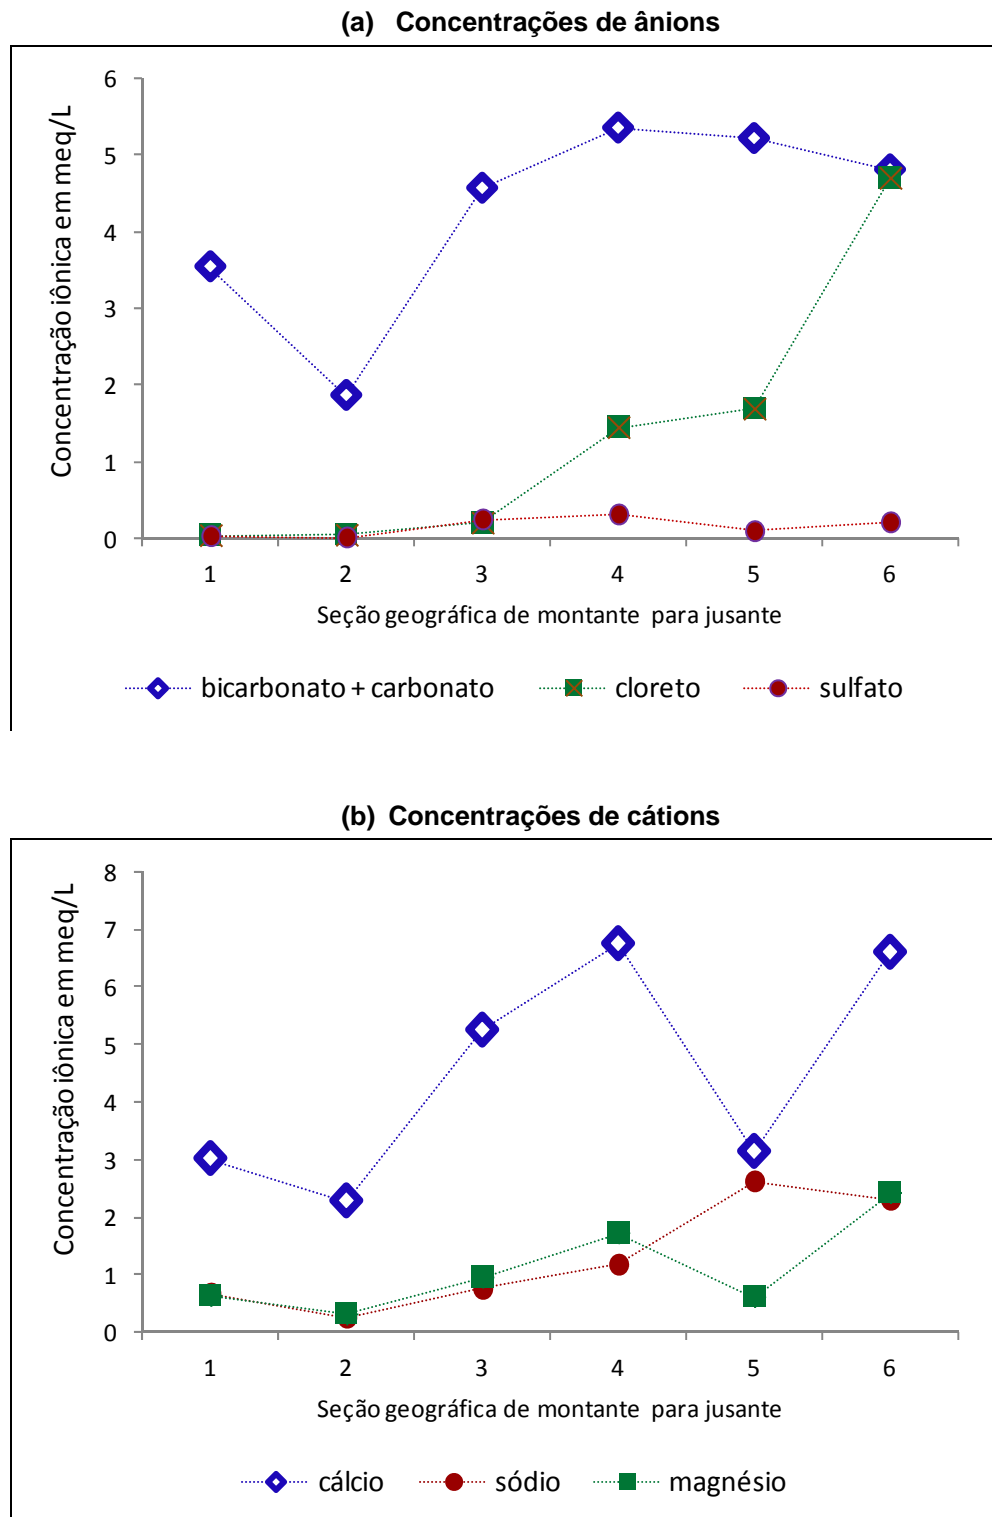 (a) Concentrações de ânions
Concentração iônica em meq/L
6
5
4
3
2
1
0
1 2 3 4 5 6
Seção geográfica de montante para jusante
bicarbonato + carbonato cloreto sulfato
(b) Concentrações de cátions
Concentração iônica em meq/L
8
7
6
5
4
3
2
1
0
1 2 3 4 5 6
Seção geográfica de montante para jusante
cálcio sódio magnésio